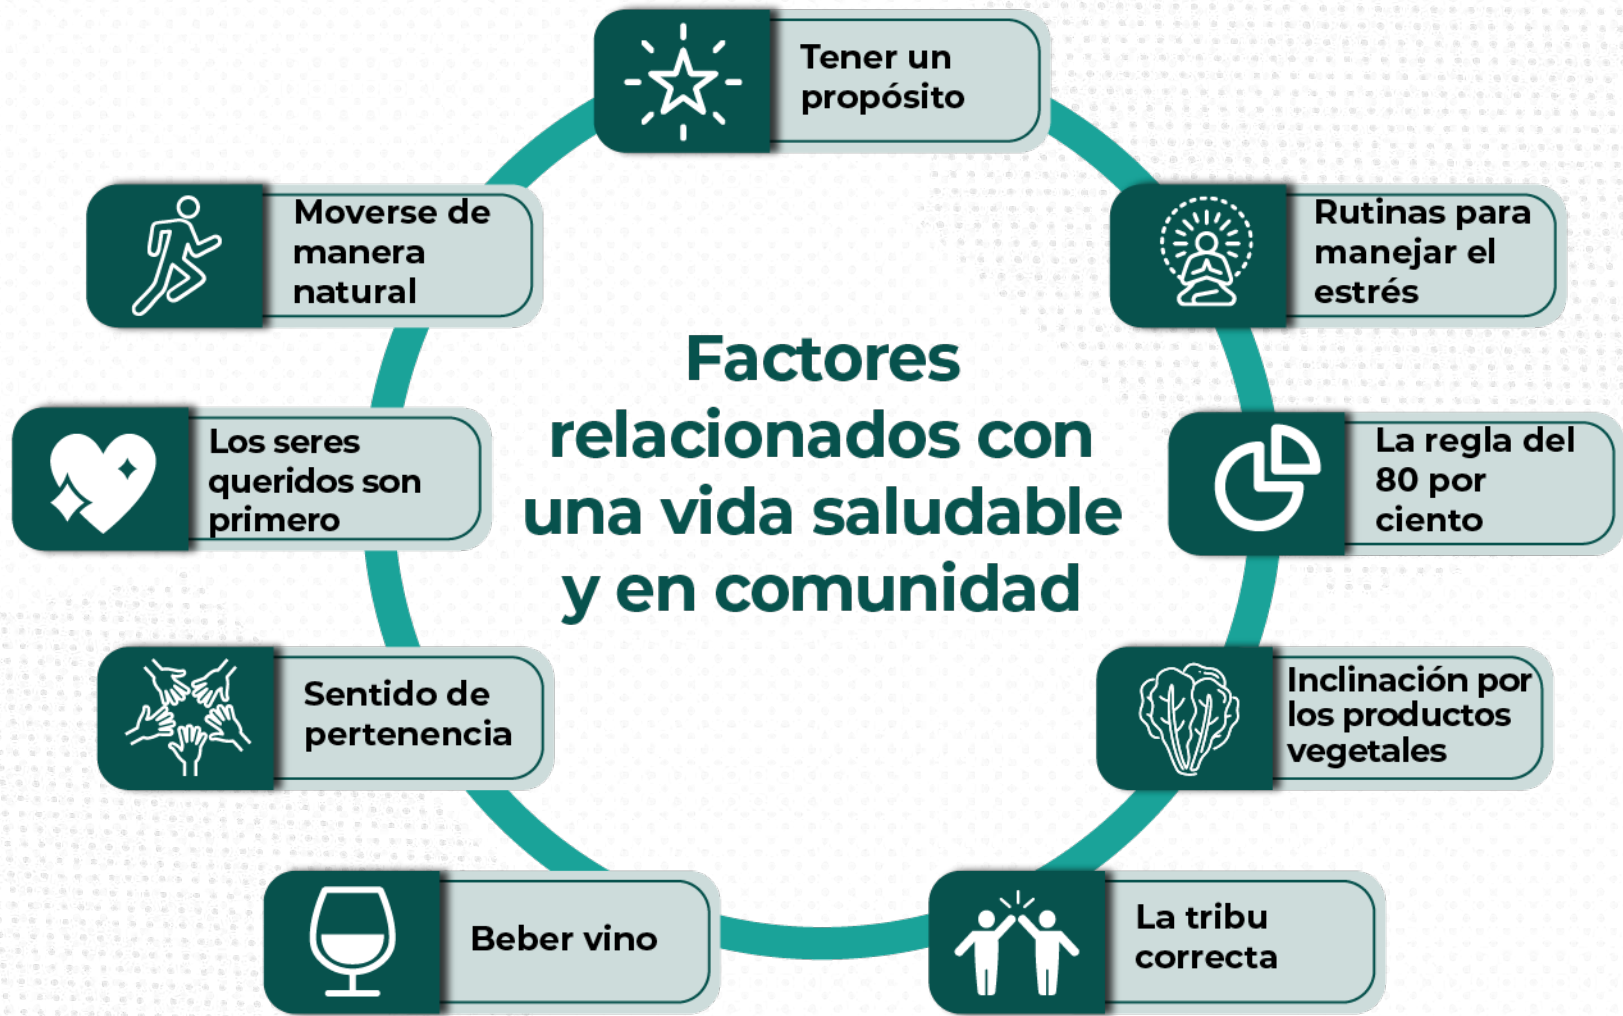 Tener un
propósito
Moverse de
manera
natural
Rutinas para
manejar el
estrés
Factores
relacionados con
una vida saludable
y en comunidad
Los seres
queridos son
primero
La regla del
80 por
ciento
Sentido de
pertenencia
Inclinación por
los productos
vegetales
Beber vino
La tribu
correcta